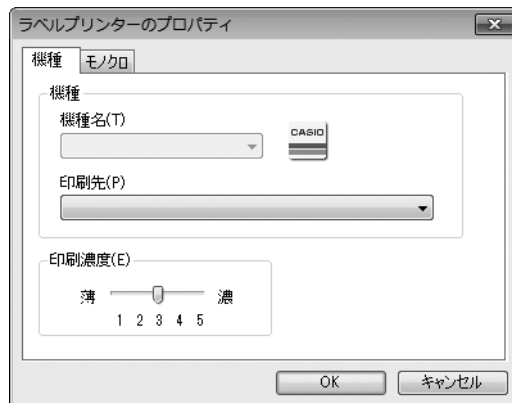 ラベルプリンターのプロパティ
機種 モノクロ
機種
機種名(T)
CASIO
印刷先(P)
印刷濃度(E)
薄 濃
1 2 3 4 5
OK キャンセル